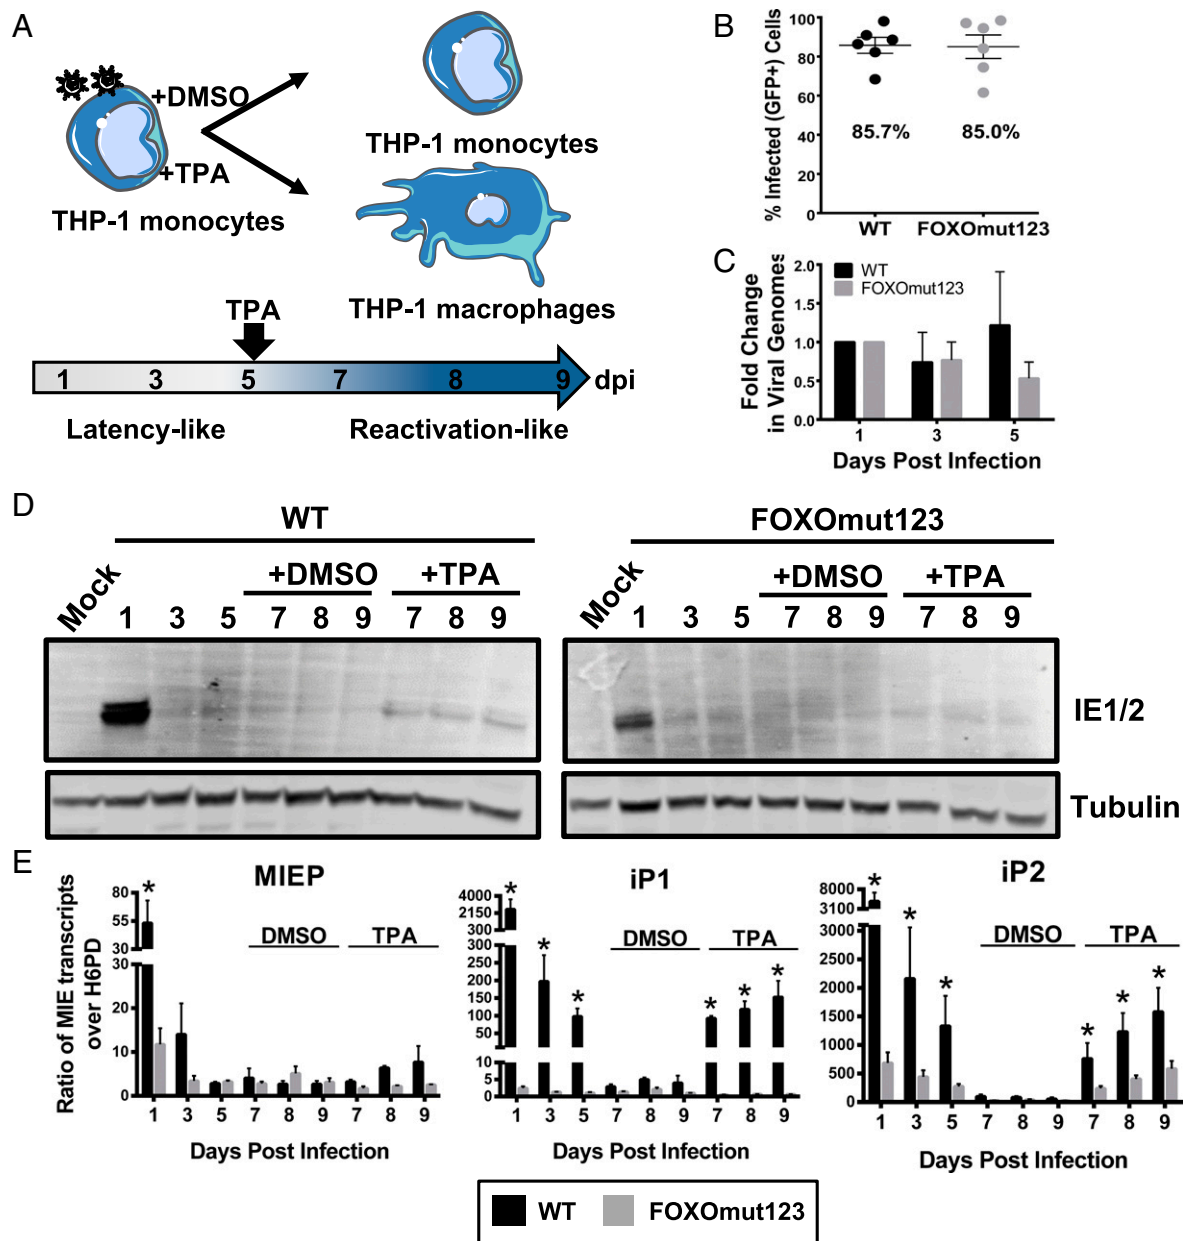 A
+DMSO
+TPA
THP-1 monocytes
THP-1 monocytes
THP-1 macrophages
TPA
1 3 5 7 8 9 dpi
Latency-like Reactivation-like
B
% Infected (GFP+) Cells
100
80
60
40
20
0
85.7% 85.0%
WT FOXOmut123
C
Fold Change
in Viral Genomes
2.0
1.5
1.0
0.5
0.0
WT
FOXOmut123
1 3 5
Days Post Infection
D
WT
+DMSO +TPA
Mock 1 3 5 7 8 9 7 8 9
FOXOmut123
+DMSO +TPA
Mock 1 3 5 7 8 9 7 8 9
IE1/2
Tubulin
E
Ratio of MIE transcripts
over H6PD
MIEP
80
55
30
30
20
10
0
*
DMSO TPA
1 3 5 7 8 9 7 8 9
Days Post Infection
iP1
4000
2150
300
300
250
200
150
100
50
10
5
0
* * * * * *
DMSO TPA
1 3 5 7 8 9 7 8 9
Days Post Infection
iP2
8000
3100
3000
2500
2000
1500
1000
500
0
* * * * * *
DMSO TPA
1 3 5 7 8 9 7 8 9
Days Post Infection
WT FOXOmut123